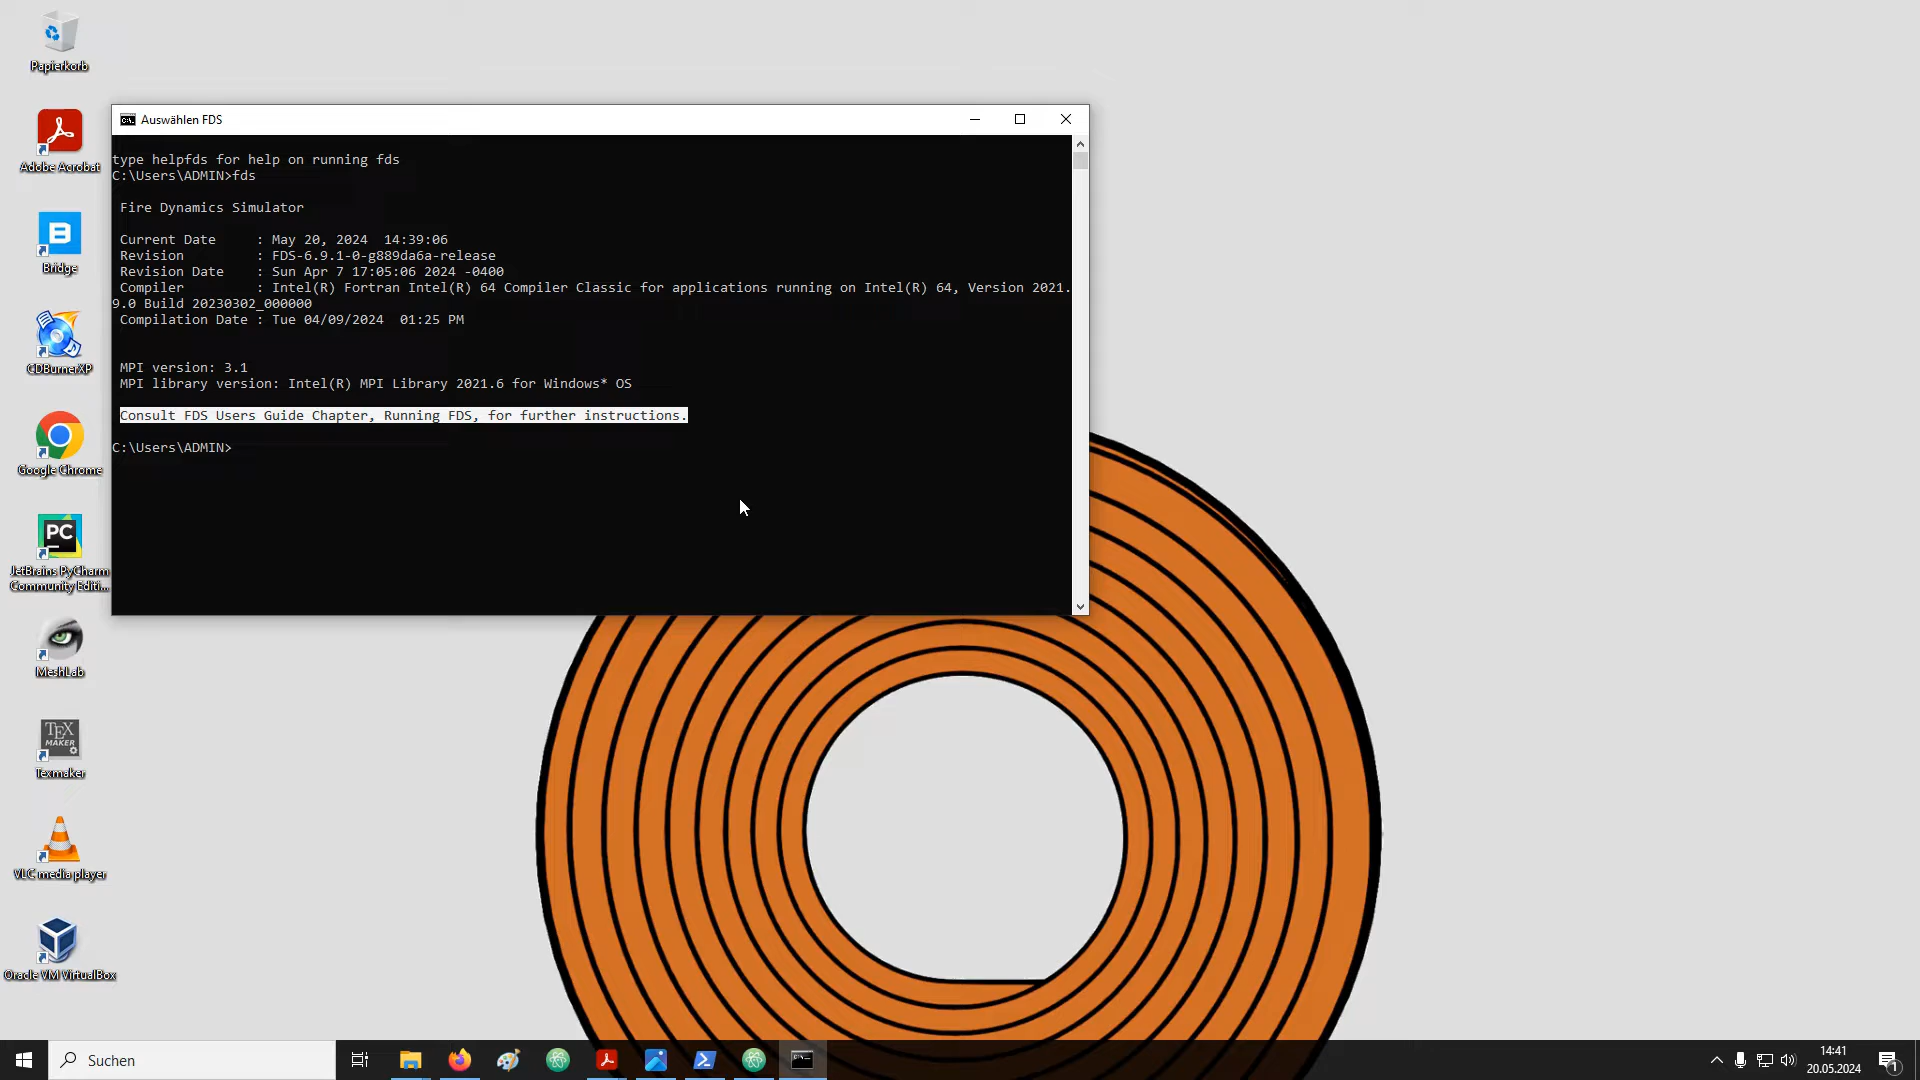 Papierkorb
Adobe Acrobat
Bridge
CDBurnerXP
Google Chrome
PC
JetBrains PyCharm
Community Editi...
MeshLab
TEX
MAKER
Texmaker
VLC media player
Oracle VM VirtualBox
Auswählen FDS
type helpfds for help on running fds
C:\Users\ADMIN>fds
Fire Dynamics Simulator
Current Date     : May 20, 2024  14:39:06
Revision         : FDS-6.9.1-0-g889da6a-release
Revision Date    : Sun Apr 7 17:05:06 2024 -0400
Compiler         : Intel(R) Fortran Intel(R) 64 Compiler Classic for applications running on Intel(R) 64, Version 2021.
9.0 Build 20230302_000000
Compilation Date : Tue 04/09/2024  01:25 PM
MPI version: 3.1
MPI library version: Intel(R) MPI Library 2021.6 for Windows* OS
Consult FDS Users Guide Chapter, Running FDS, for further instructions.
C:\Users\ADMIN>
Suchen
14:41
20.05.2024
1